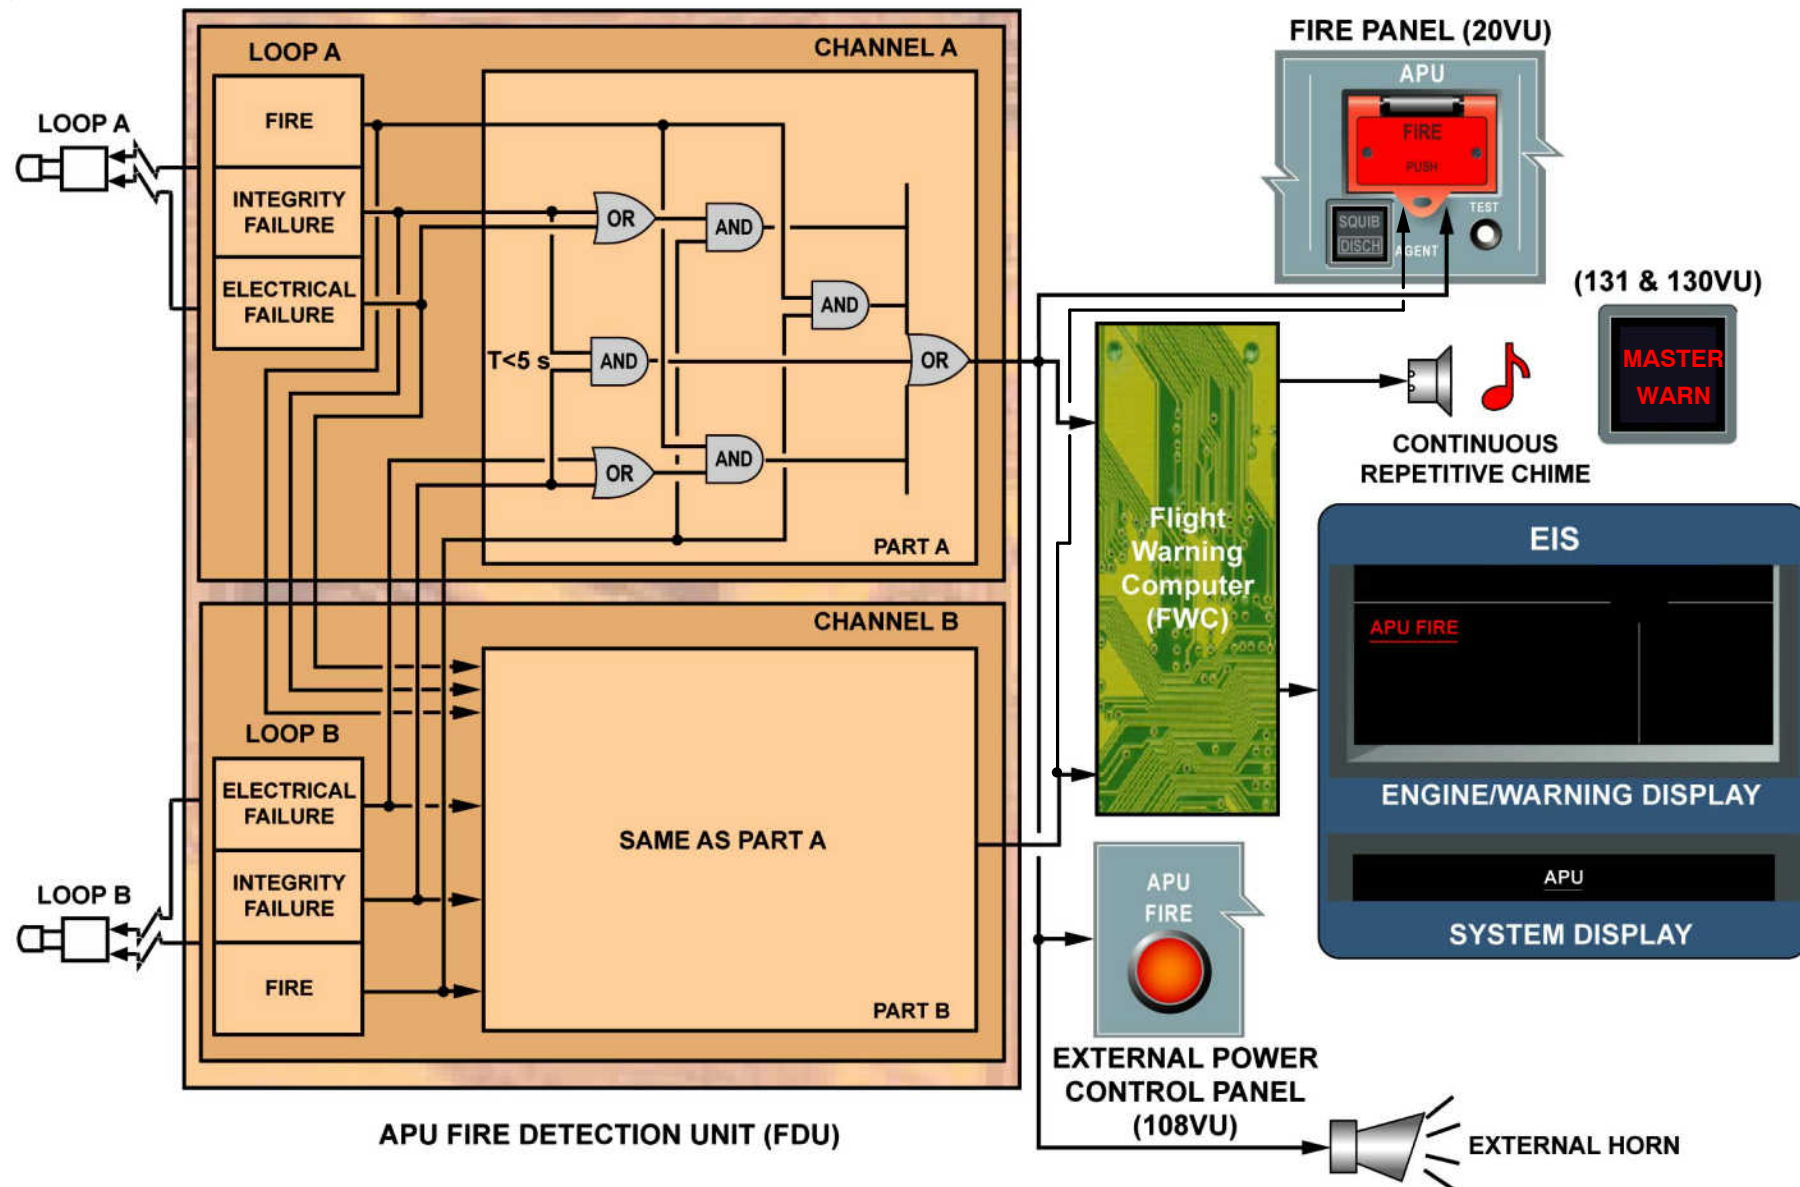 LOOP A
CHANNEL A
LOOP A
FIRE
INTEGRITY
FAILURE
ELECTRICAL
FAILURE
OR
AND
AND
T<5 s
AND
OR
OR
AND
PART A
CHANNEL B
LOOP B
ELECTRICAL
FAILURE
INTEGRITY
FAILURE
FIRE
LOOP B
SAME AS PART A
PART B
APU FIRE DETECTION UNIT (FDU)
FIRE PANEL (20VU)
APU
FIRE
PUSH
SQUIB
DISCH
AGENT
TEST
(131 & 130VU)
MASTER
WARN
CONTINUOUS
REPETITIVE CHIME
Flight
Warning
Computer
(FWC)
EIS
APU FIRE
ENGINE/WARNING DISPLAY
APU
SYSTEM DISPLAY
APU
FIRE
EXTERNAL POWER
CONTROL PANEL
(108VU)
EXTERNAL HORN